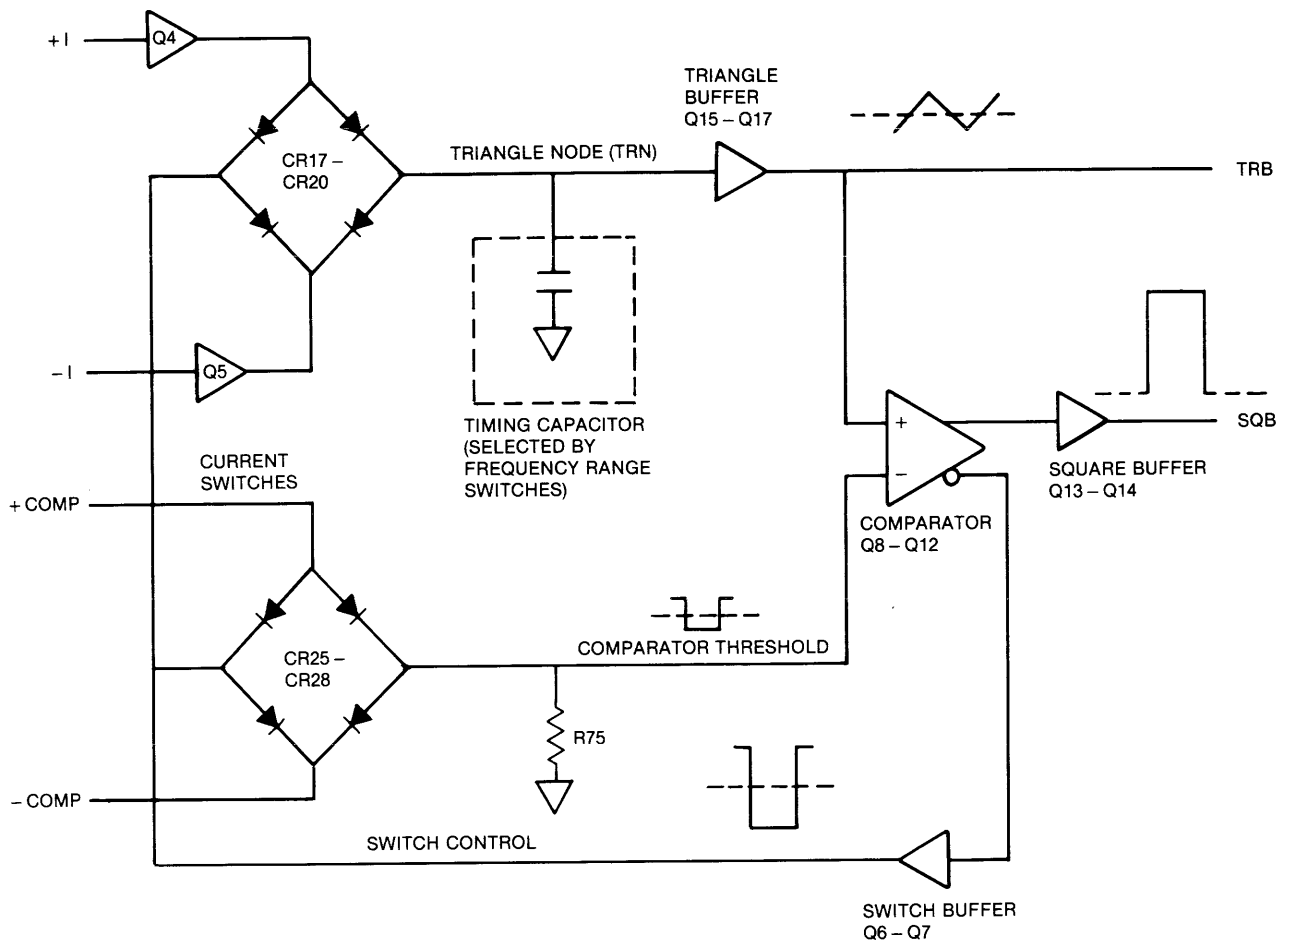 +I
Q4
TRIANGLE
BUFFER
Q15 – Q17
CR17 –
CR20
TRIANGLE NODE (TRN)
TRB
–I
Q5
TIMING CAPACITOR
(SELECTED BY
FREQUENCY RANGE
SWITCHES)
+
–
SQB
SQUARE BUFFER
Q13 – Q14
CURRENT
SWITCHES
+ COMP
COMPARATOR
Q8 – Q12
CR25 –
CR28
COMPARATOR THRESHOLD
R75
– COMP
SWITCH CONTROL
SWITCH BUFFER
Q6 – Q7